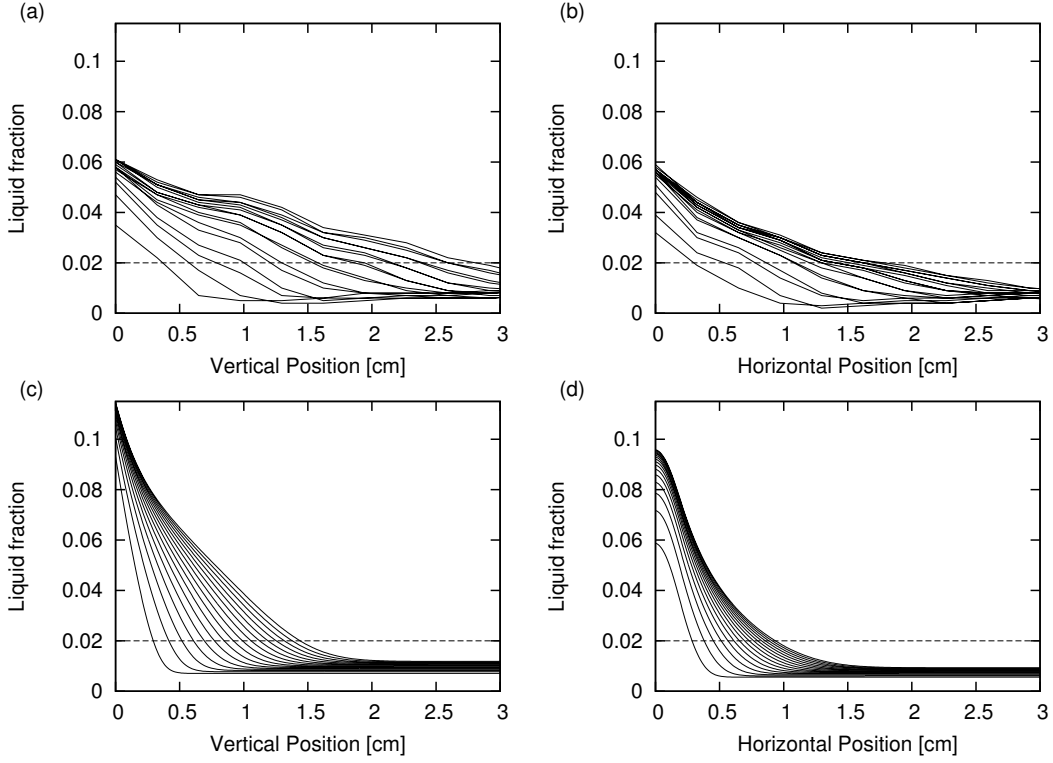 (a)
0.1
0.08
0.06
0.04
0.02
0
Liquid fraction
0 0.5 1 1.5 2 2.5 3
Vertical Position [cm]
(b)
0.1
0.08
0.06
0.04
0.02
0
Liquid fraction
0 0.5 1 1.5 2 2.5 3
Horizontal Position [cm]
(c)
0.1
0.08
0.06
0.04
0.02
0
Liquid fraction
0 0.5 1 1.5 2 2.5 3
Vertical Position [cm]
(d)
0.1
0.08
0.06
0.04
0.02
0
Liquid fraction
0 0.5 1 1.5 2 2.5 3
Horizontal Position [cm]